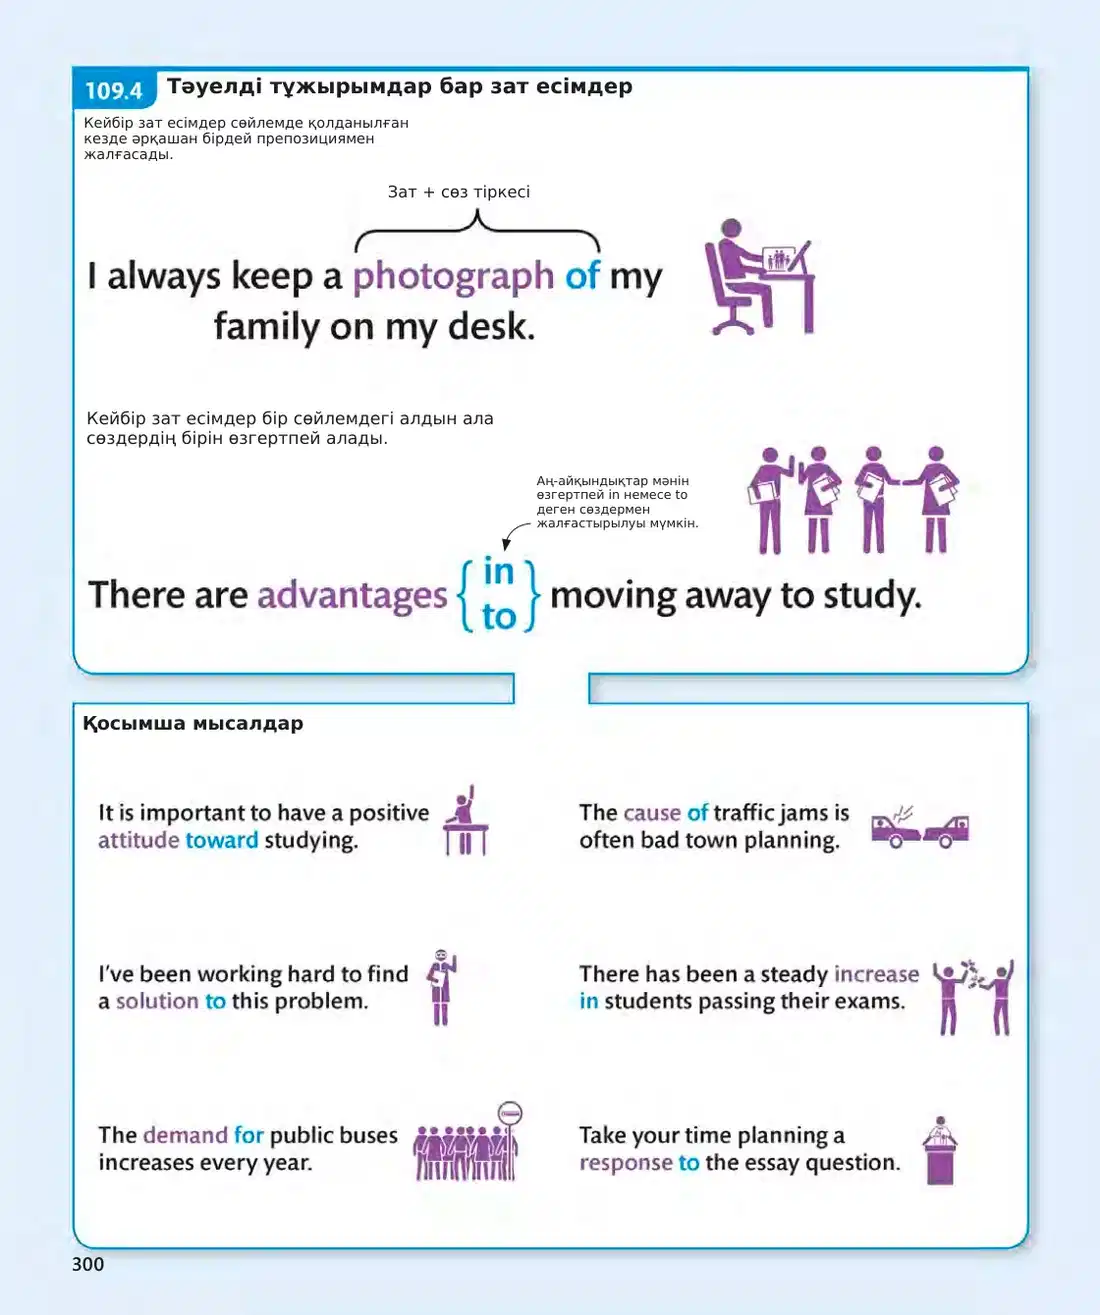 109.4 Тәуелді тұжырымдар бар зат есімдер
Кейбір зат есімдер сөйлемде қолданылған
кезде әрқашан бірдей препозициямен
жалғасады.
Зат + сөз тіркесі
I always keep a photograph of my
family on my desk.
Кейбір зат есімдер бір сөйлемдегі алдын ала
сөздердің бірін өзгертпей алады.
Аң-айқындықтар мәнін
өзгертпей in немесе to
деген сөздермен
жалғастырылуы мүмкін.
There are advantages { in to } moving away to study.
Қосымша мысалдар
It is important to have a positive
attitude toward studying.
The cause of traffic jams is
often bad town planning.
I've been working hard to find
a solution to this problem.
There has been a steady increase
in students passing their exams.
The demand for public buses
increases every year.
Take your time planning a
response to the essay question.
300